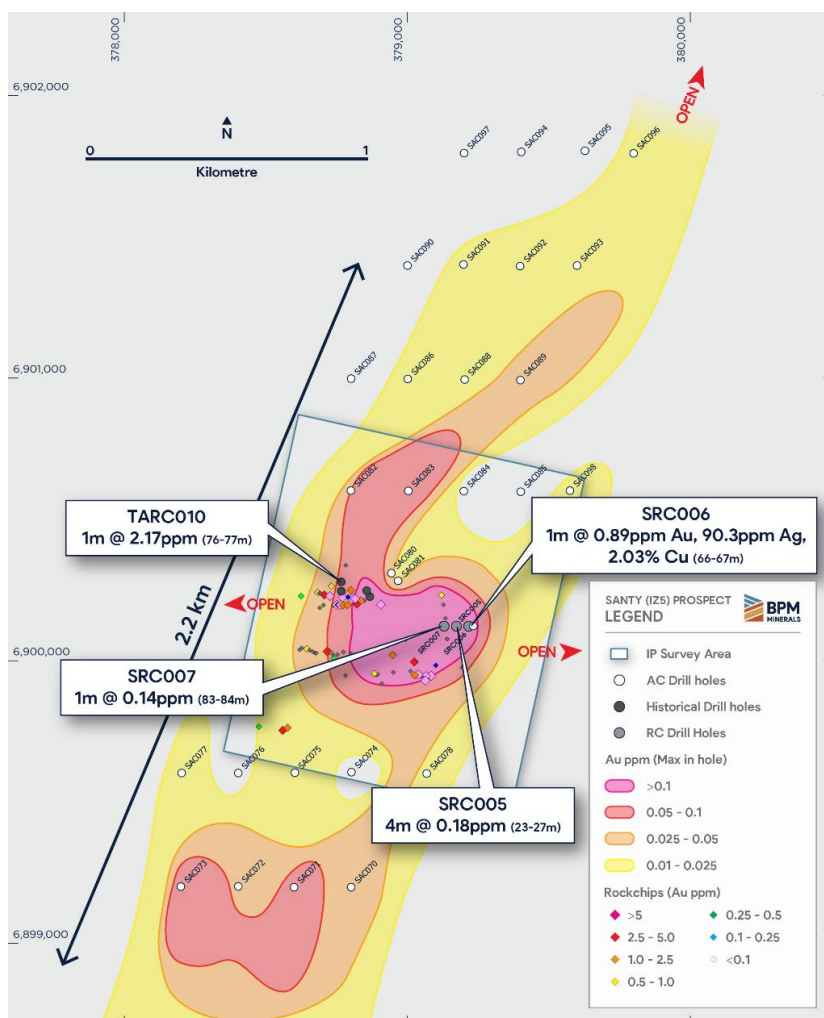 378,000
379,000
380,000
6,902,000
OPEN
N
0
1
Kilometre
SAC097
SAC094
SAC095
SAC096
SAC090
SAC091
SAC092
SAC093
6,901,000
SAC087
SAC086
SAC088
SAC089
SAC082
SAC083
SAC084
SAC085
SAC098
TARC010
1m @ 2.17ppm (76-77m)
SRC006
1m @ 0.89ppm Au, 90.3ppm Ag,
2.03% Cu (66-67m)
SAC080
SAC081
OPEN
2.2 km
SRC005
SRC007
SRC006
6,900,000
OPEN
SRC007
1m @ 0.14ppm (83-84m)
SAC077
SAC076
SAC075
SAC074
SAC078
SRC005
4m @ 0.18ppm (23-27m)
SAC073
SAC072
SAC071
SAC070
6,899,000
SANTY (IZ5) PROSPECT
LEGEND
BPM
MINERALS
IP Survey Area
AC Drill holes
Historical Drill holes
RC Drill Holes
Au ppm (Max in hole)
>0.1
0.05 - 0.1
0.025 - 0.05
0.01 - 0.025
Rockchips (Au ppm)
>5
0.25 - 0.5
2.5 - 5.0
0.1 - 0.25
1.0 - 2.5
<0.1
0.5 - 1.0